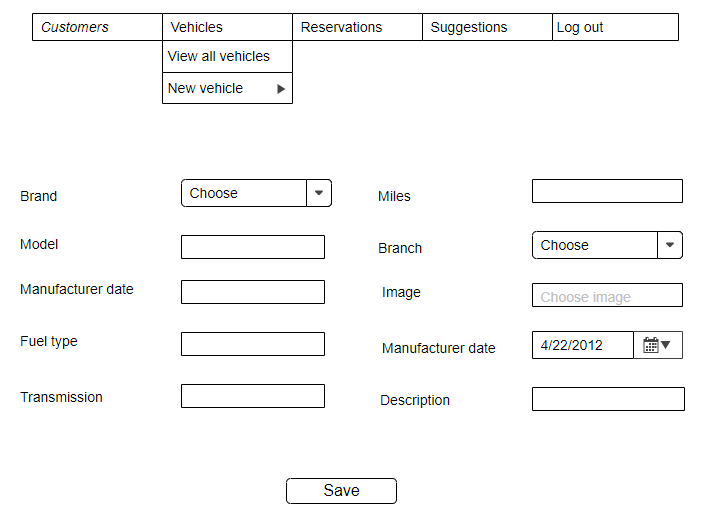 Customers Vehicles Reservations Suggestions Log out
View all vehicles
New vehicle
Brand Choose Miles
Model Branch Choose
Manufacturer date Image Choose image
Fuel type Manufacturer date 4/22/2012
Transmission Description
Save